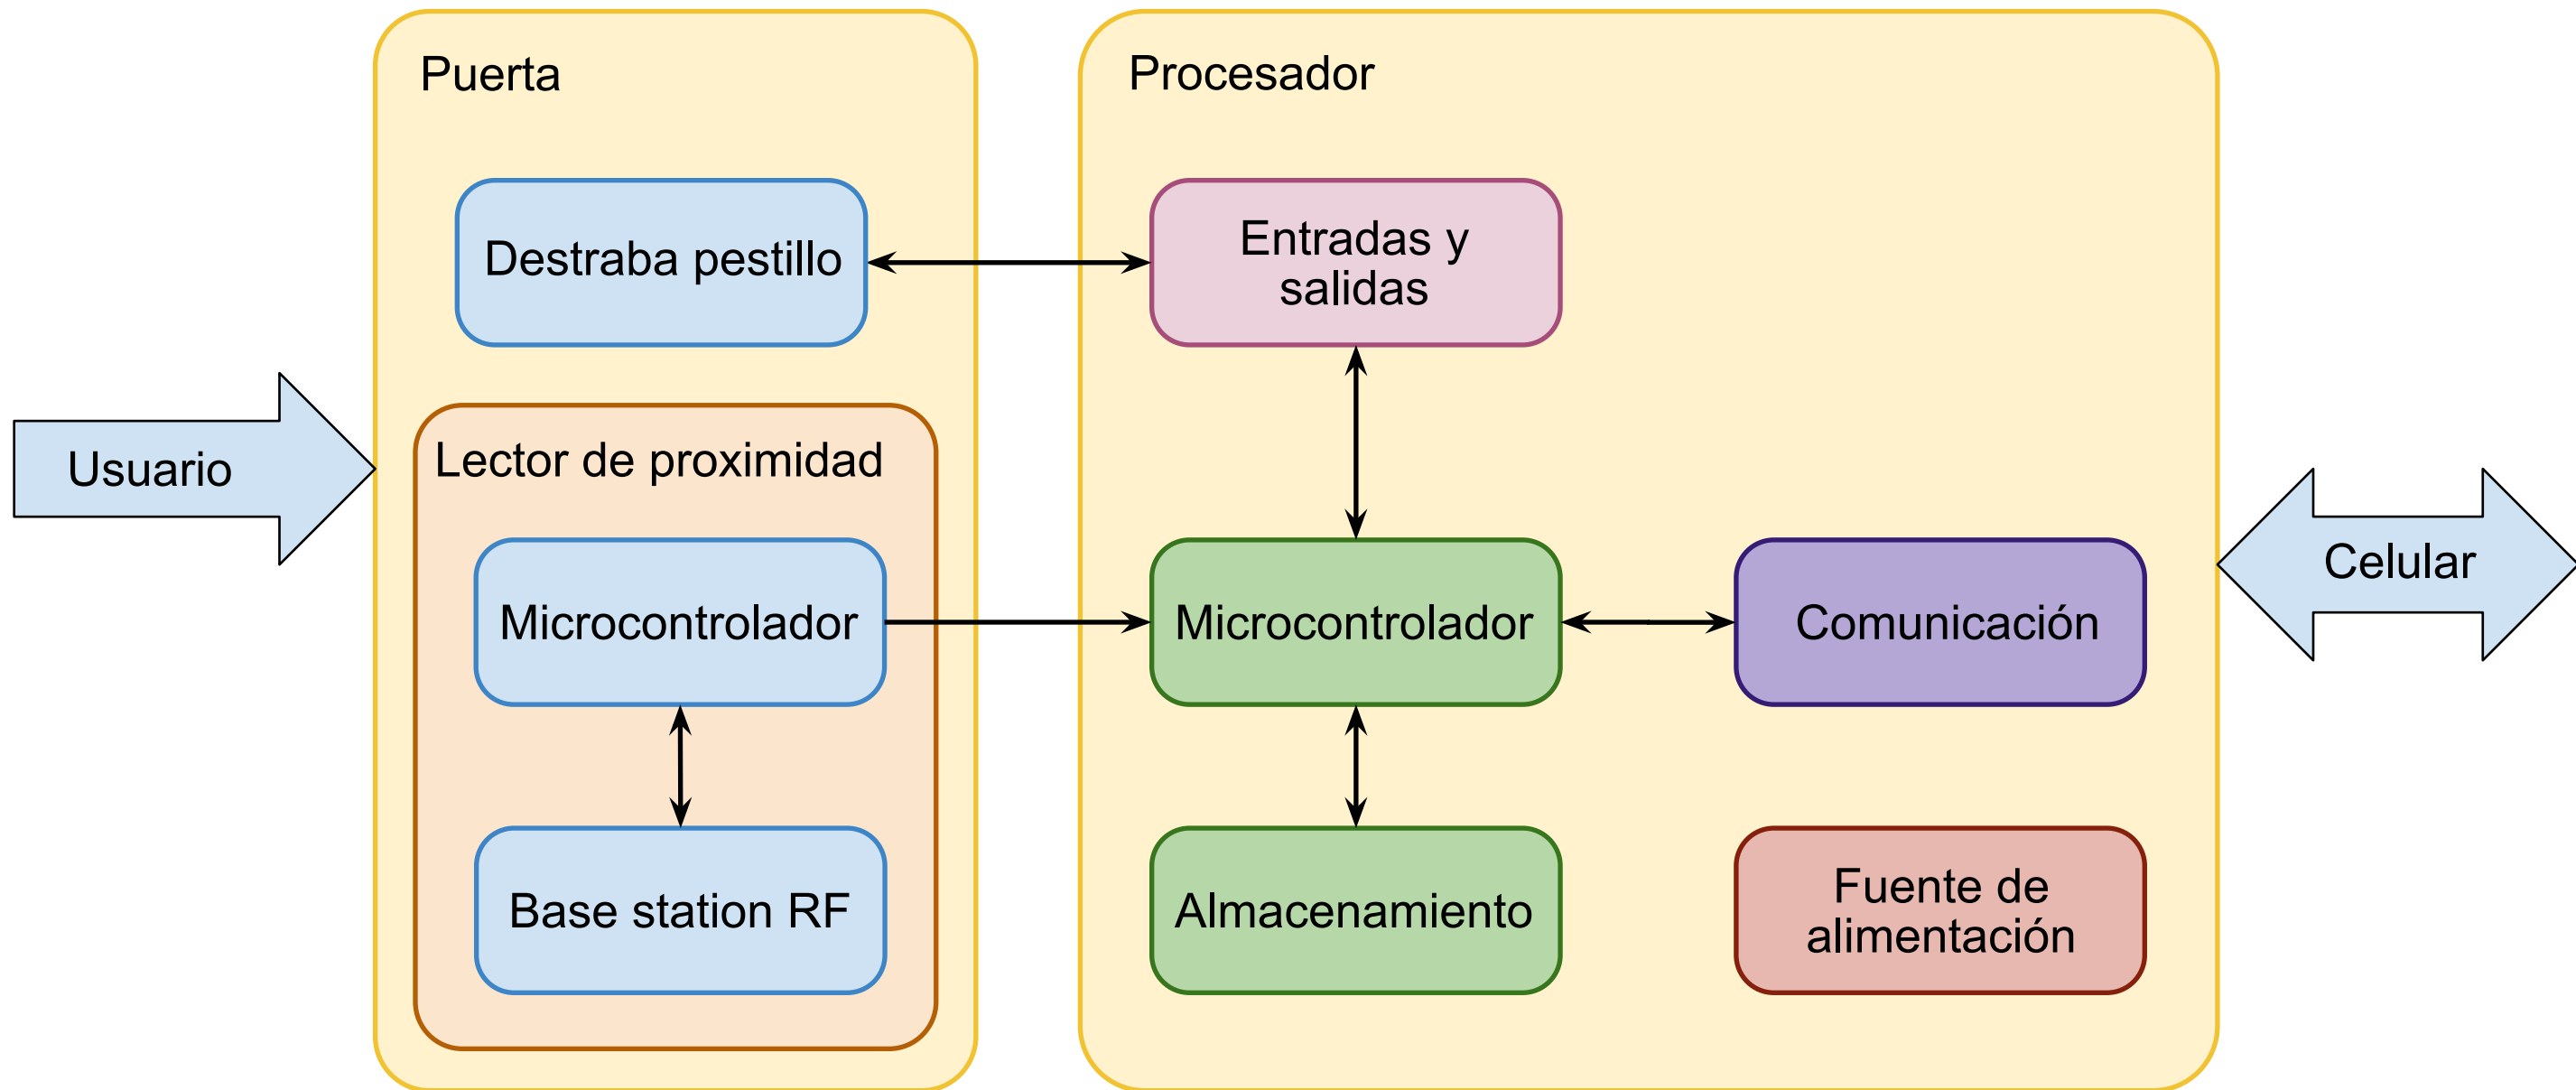 Puerta
Procesador
Destraba pestillo
Entradas y
salidas
Usuario
Lector de proximidad
Celular
Microcontrolador
Microcontrolador
Comunicación
Base station RF
Almacenamiento
Fuente de
alimentación